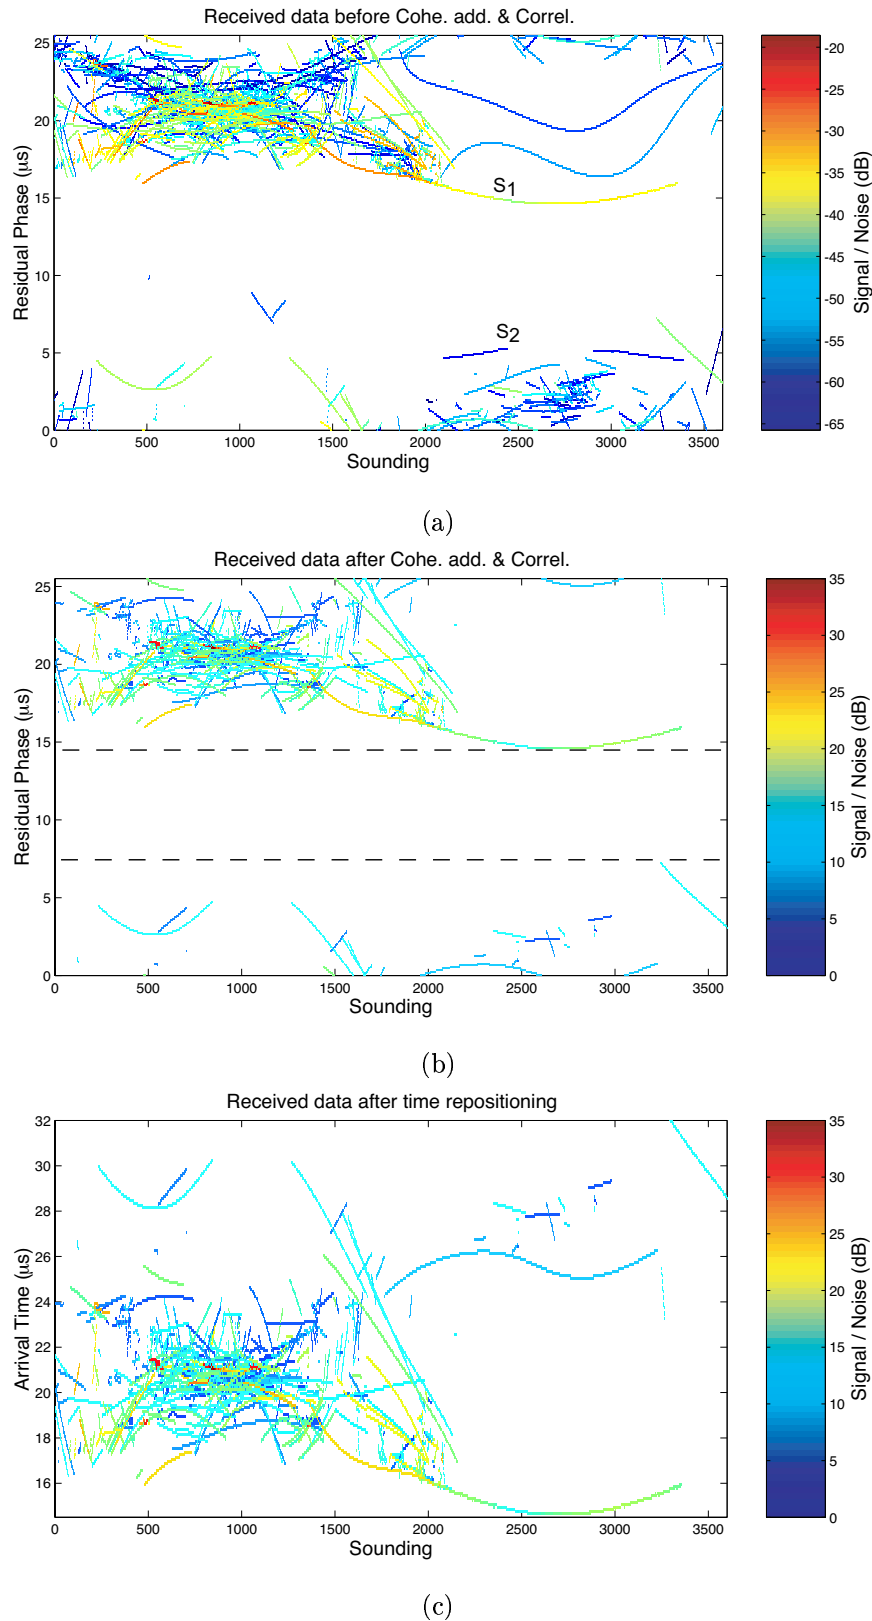 Received data before Cohe. add. & Correl.
25
20
15
10
5
0
Residual Phase (μs)
S1
S2
0 500 1000 1500 2000 2500 3000 3500
Sounding
-20
-25
-30
-35
-40
-45
-50
-55
-60
-65
Signal / Noise (dB)
(a)
Received data after Cohe. add. & Correl.
25
20
15
10
5
0
Residual Phase (μs)
0 500 1000 1500 2000 2500 3000 3500
Sounding
35
30
25
20
15
10
5
0
Signal / Noise (dB)
(b)
Received data after time repositioning
32
30
28
26
24
22
20
18
16
Arrival Time (μs)
0 500 1000 1500 2000 2500 3000 3500
Sounding
35
30
25
20
15
10
5
0
Signal / Noise (dB)
(c)